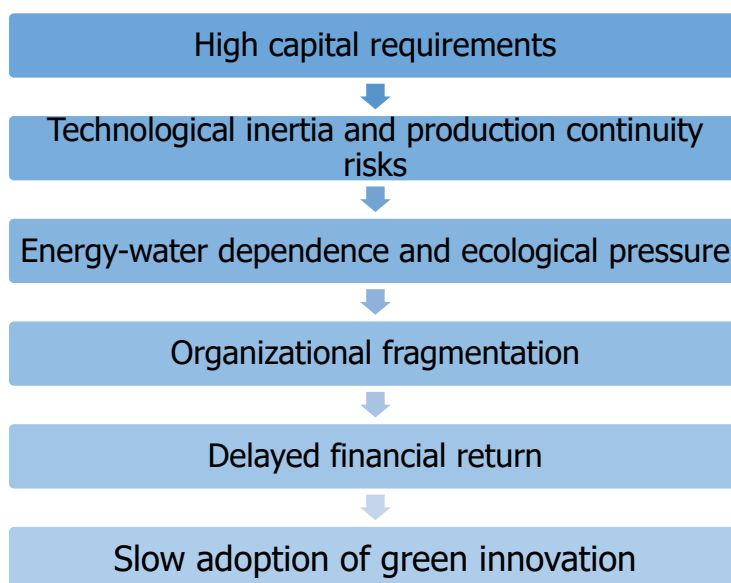 High capital requirements
Technological inertia and production continuity
risks
Energy-water dependence and ecological pressure
Organizational fragmentation
Delayed financial return
Slow adoption of green innovation